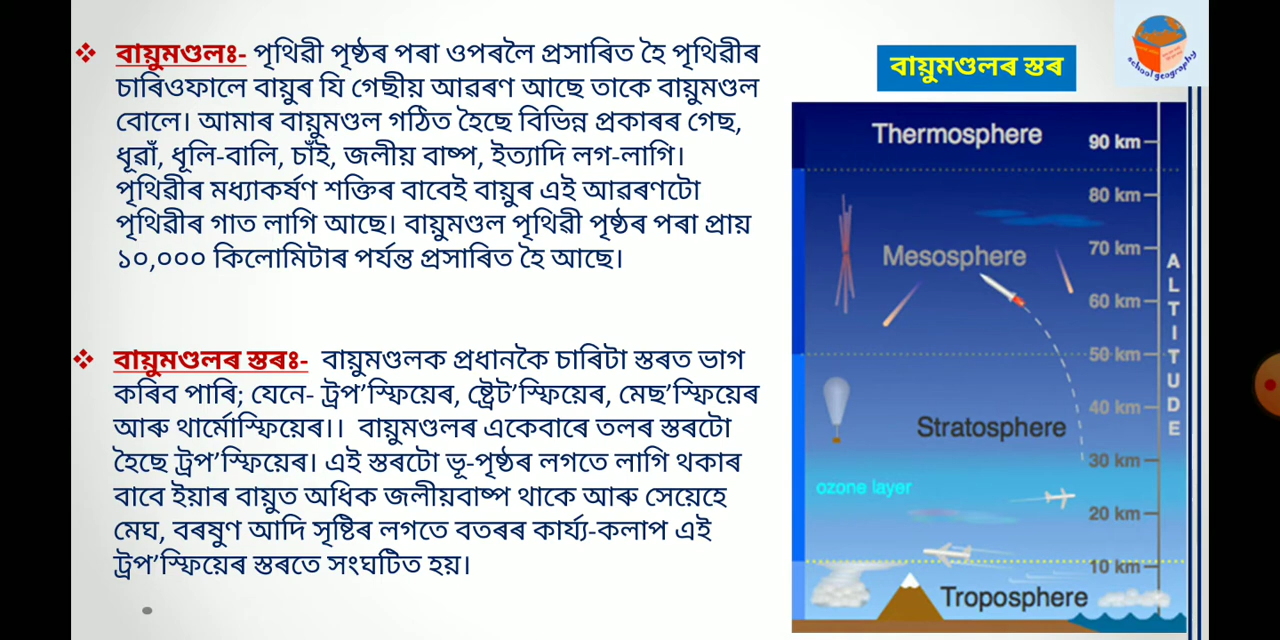 ❖ বায়ুমণ্ডলঃ- পৃথিৱী পৃষ্ঠৰ পৰা ওপৰলৈ প্ৰসাৰিত হৈ পৃথিৱীৰ
চাৰিওফালে বায়ুৰ যি গেছীয় আৱৰণ আছে তাকে বায়ুমণ্ডল
বোলে। আমাৰ বায়ুমণ্ডল গঠিত হৈছে বিভিন্ন প্ৰকাৰৰ গেছ,
ধূৱাঁ, ধূলি-বালি, চাঁই, জলীয় বাষ্প, ইত্যাদি লগ-লাগি।
পৃথিৱীৰ মধ্যাকৰ্ষণ শক্তিৰ বাবেই বায়ুৰ এই আৱৰণটো
পৃথিৱীৰ গাত লাগি আছে। বায়ুমণ্ডল পৃথিৱী পৃষ্ঠৰ পৰা প্ৰায়
১০,০০০ কিলোমিটাৰ পৰ্যন্ত প্ৰসাৰিত হৈ আছে।
❖ বায়ুমণ্ডলৰ স্তৰঃ- বায়ুমণ্ডলক প্ৰধানকৈ চাৰিটা স্তৰত ভাগ
কৰিব পাৰি; যেনে- ট্ৰপ’স্ফিয়েৰ, ষ্ট্ৰেট’স্ফিয়েৰ, মেছ’স্ফিয়েৰ
আৰু থাৰ্মোস্ফিয়েৰ।। বায়ুমণ্ডলৰ একেবাৰে তলৰ স্তৰটো
হৈছে ট্ৰপ’স্ফিয়েৰ। এই স্তৰটো ভূ-পৃষ্ঠৰ লগতে লাগি থকাৰ
বাবে ইয়াৰ বায়ুত অধিক জলীয়বাষ্প থাকে আৰু সেয়েহে
মেঘ, বৰষুণ আদি সৃষ্টিৰ লগতে বতৰৰ কাৰ্য্য-কলাপ এই
ট্ৰপ’স্ফিয়েৰ স্তৰতে সংঘটিত হয়।
school geography
বায়ুমণ্ডলৰ স্তৰ
Thermosphere
90 km
80 km
70 km
Mesosphere
60 km
50 km
40 km
Stratosphere
30 km
ozone layer
20 km
10 km
Troposphere
ALTITUDE